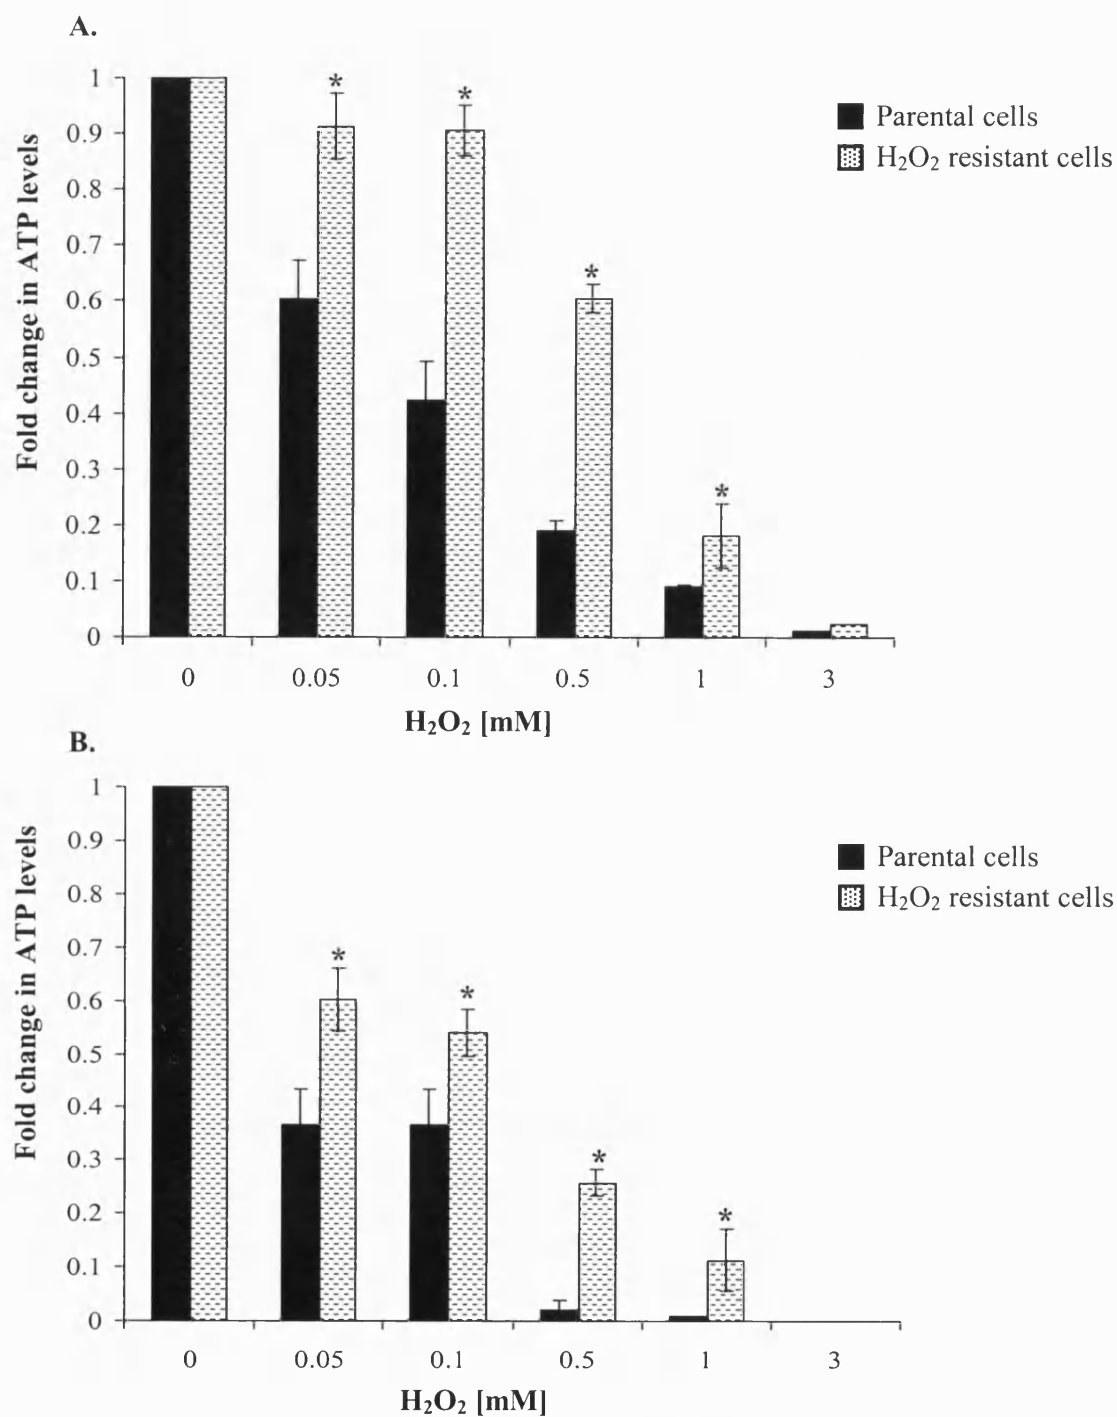 A.
Fold change in ATP levels
1
0.9
0.8
0.7
0.6
0.5
0.4
0.3
0.2
0.1
0
* * * *
Parental cells
H₂O₂ resistant cells
0 0.05 0.1 0.5 1 3
H₂O₂ [mM]
B.
Fold change in ATP levels
1
0.9
0.8
0.7
0.6
0.5
0.4
0.3
0.2
0.1
0
* * * *
Parental cells
H₂O₂ resistant cells
0 0.05 0.1 0.5 1 3
H₂O₂ [mM]